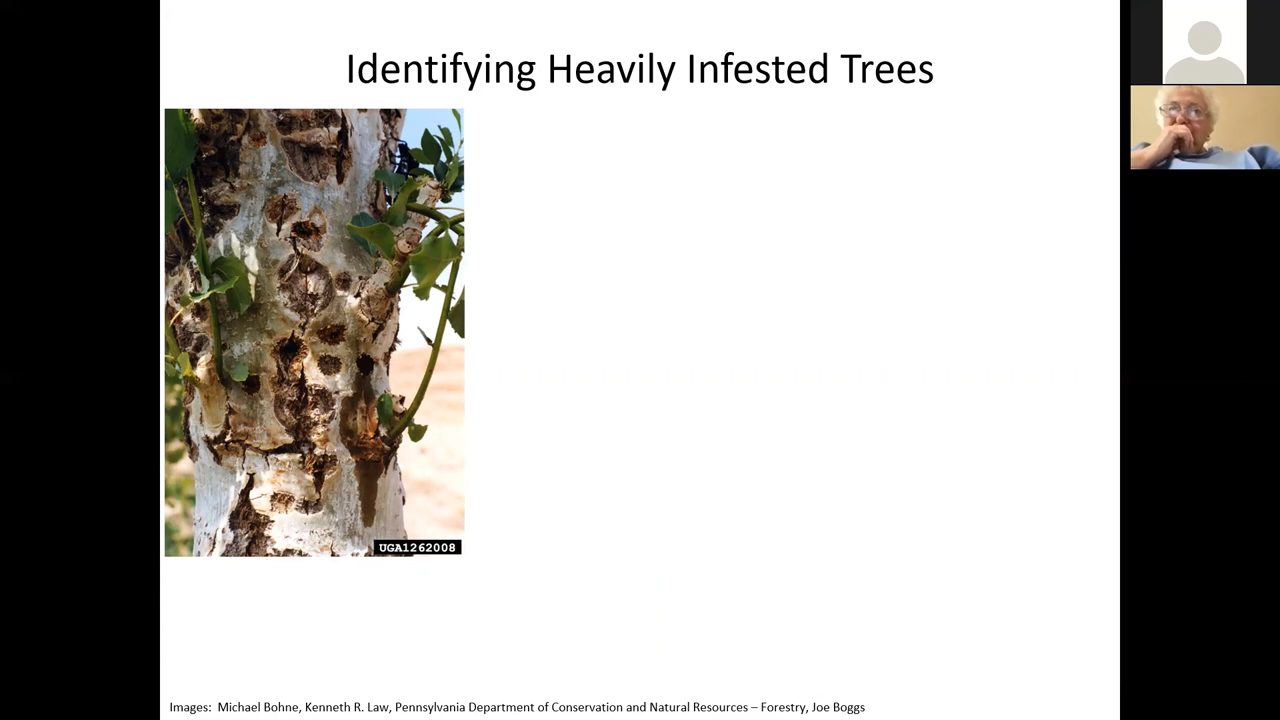 Identifying Heavily Infested Trees
UGA1262008
Images: Michael Bohne, Kenneth R. Law, Pennsylvania Department of Conservation and Natural Resources – Forestry, Joe Boggs